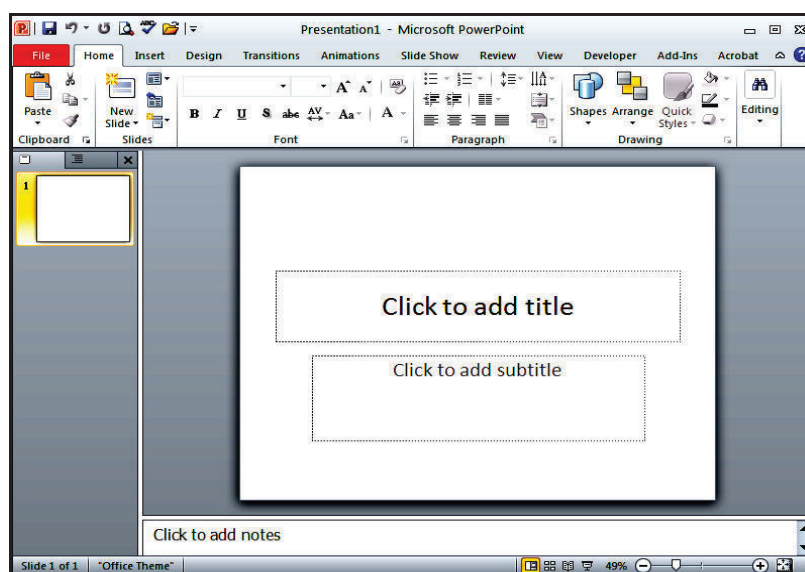 Presentation1 - Microsoft PowerPoint
File Home Insert Design Transitions Animations Slide Show Review View Developer Add-Ins Acrobat
Paste New Slide B I U S abc AV Aa A A A Shapes Arrange Quick Styles Editing
Clipboard Slides Font Paragraph Drawing
1
Click to add title
Click to add subtitle
Click to add notes
Slide 1 of 1 "Office Theme" 49%